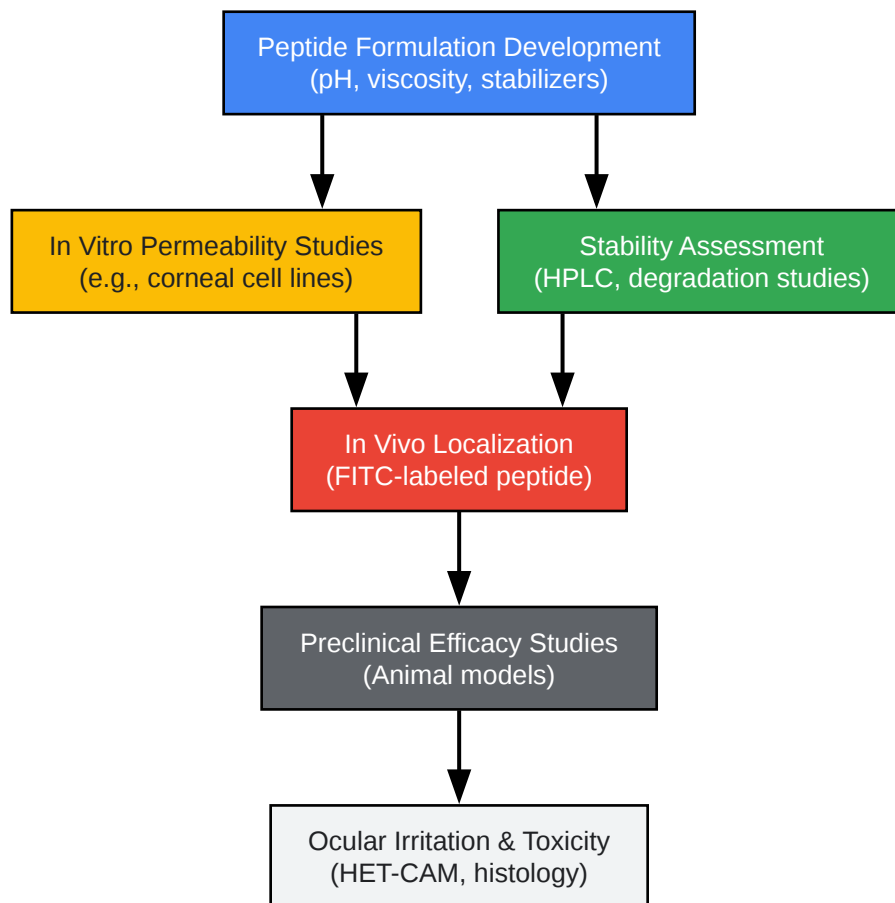 Peptide Formulation Development
(pH, viscosity, stabilizers)
In Vitro Permeability Studies
(e.g., corneal cell lines)
Stability Assessment
(HPLC, degradation studies)
In Vivo Localization
(FITC-labeled peptide)
Preclinical Efficacy Studies
(Animal models)
Ocular Irritation & Toxicity
(HET-CAM, histology)